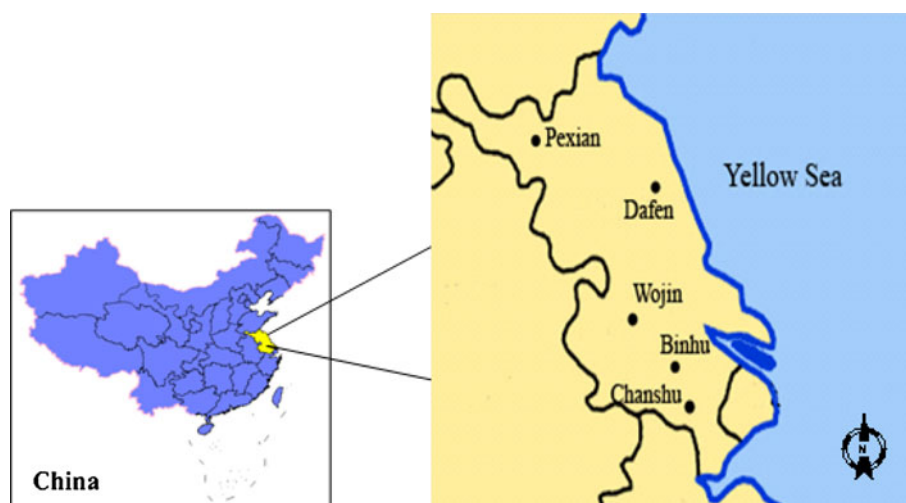 Pexian
Yellow Sea
Dafen
Wojin
Binhu
Chanshu
N
China